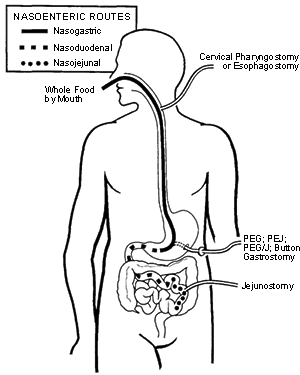 NASOENTERIC ROUTES
Nasogastric
Nasoduodenal
Nasojejunal
Cervical Pharyngostomy
or Esophagostomy
Whole Food
by Mouth
PEG; PEJ;
PEG/J; Button
Gastrostomy
Jejunostomy